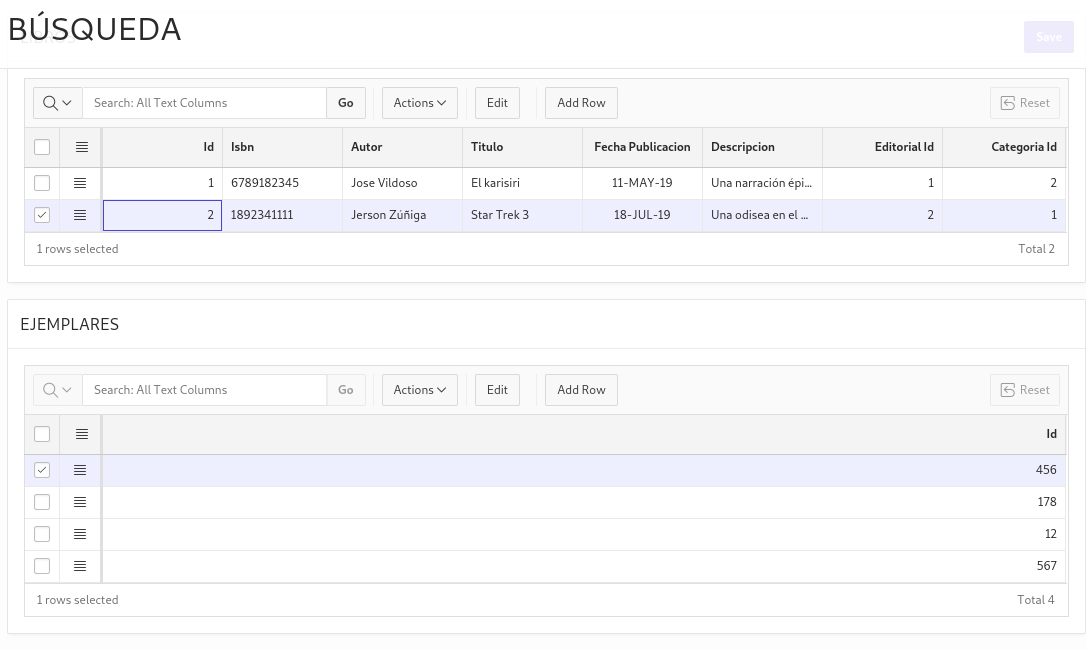 BÚSQUEDA
Save
Search: All Text Columns Go Actions Edit Add Row Reset
Id Isbn Autor Titulo Fecha Publicacion Descripcion Editorial Id Categoria Id
1 6789182345 Jose Vildoso El karisiri 11-MAY-19 Una narración épi... 1 2
2 1892341111 Jerson Zúñiga Star Trek 3 18-JUL-19 Una odisea en el ... 2 1
1 rows selected Total 2
EJEMPLARES
Search: All Text Columns Go Actions Edit Add Row Reset
Id
456
178
12
567
1 rows selected Total 4